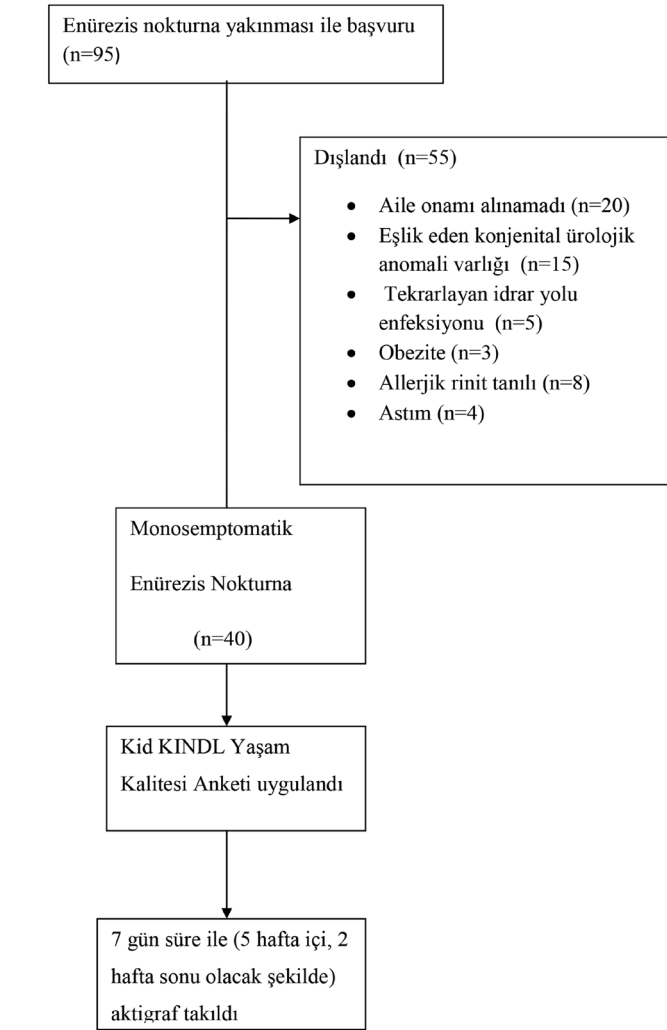 Enürezis nokturna yakınması ile başvuru
(n=95)
Dışlandı (n=55)
• Aile onamı alınamadı (n=20)
• Eşlik eden konjenital ürolojik
anomali varlığı (n=15)
• Tekrarlayan idrar yolu
enfeksiyonu (n=5)
• Obezite (n=3)
• Allerjik rinit tanılı (n=8)
• Astım (n=4)
Monosemptomatik
Enürezis Nokturna
(n=40)
Kid KINDL Yaşam
Kalitesi Anketi uygulandı
7 gün süre ile (5 hafta içi, 2
hafta sonu olacak şekilde)
aktigraf takıldı